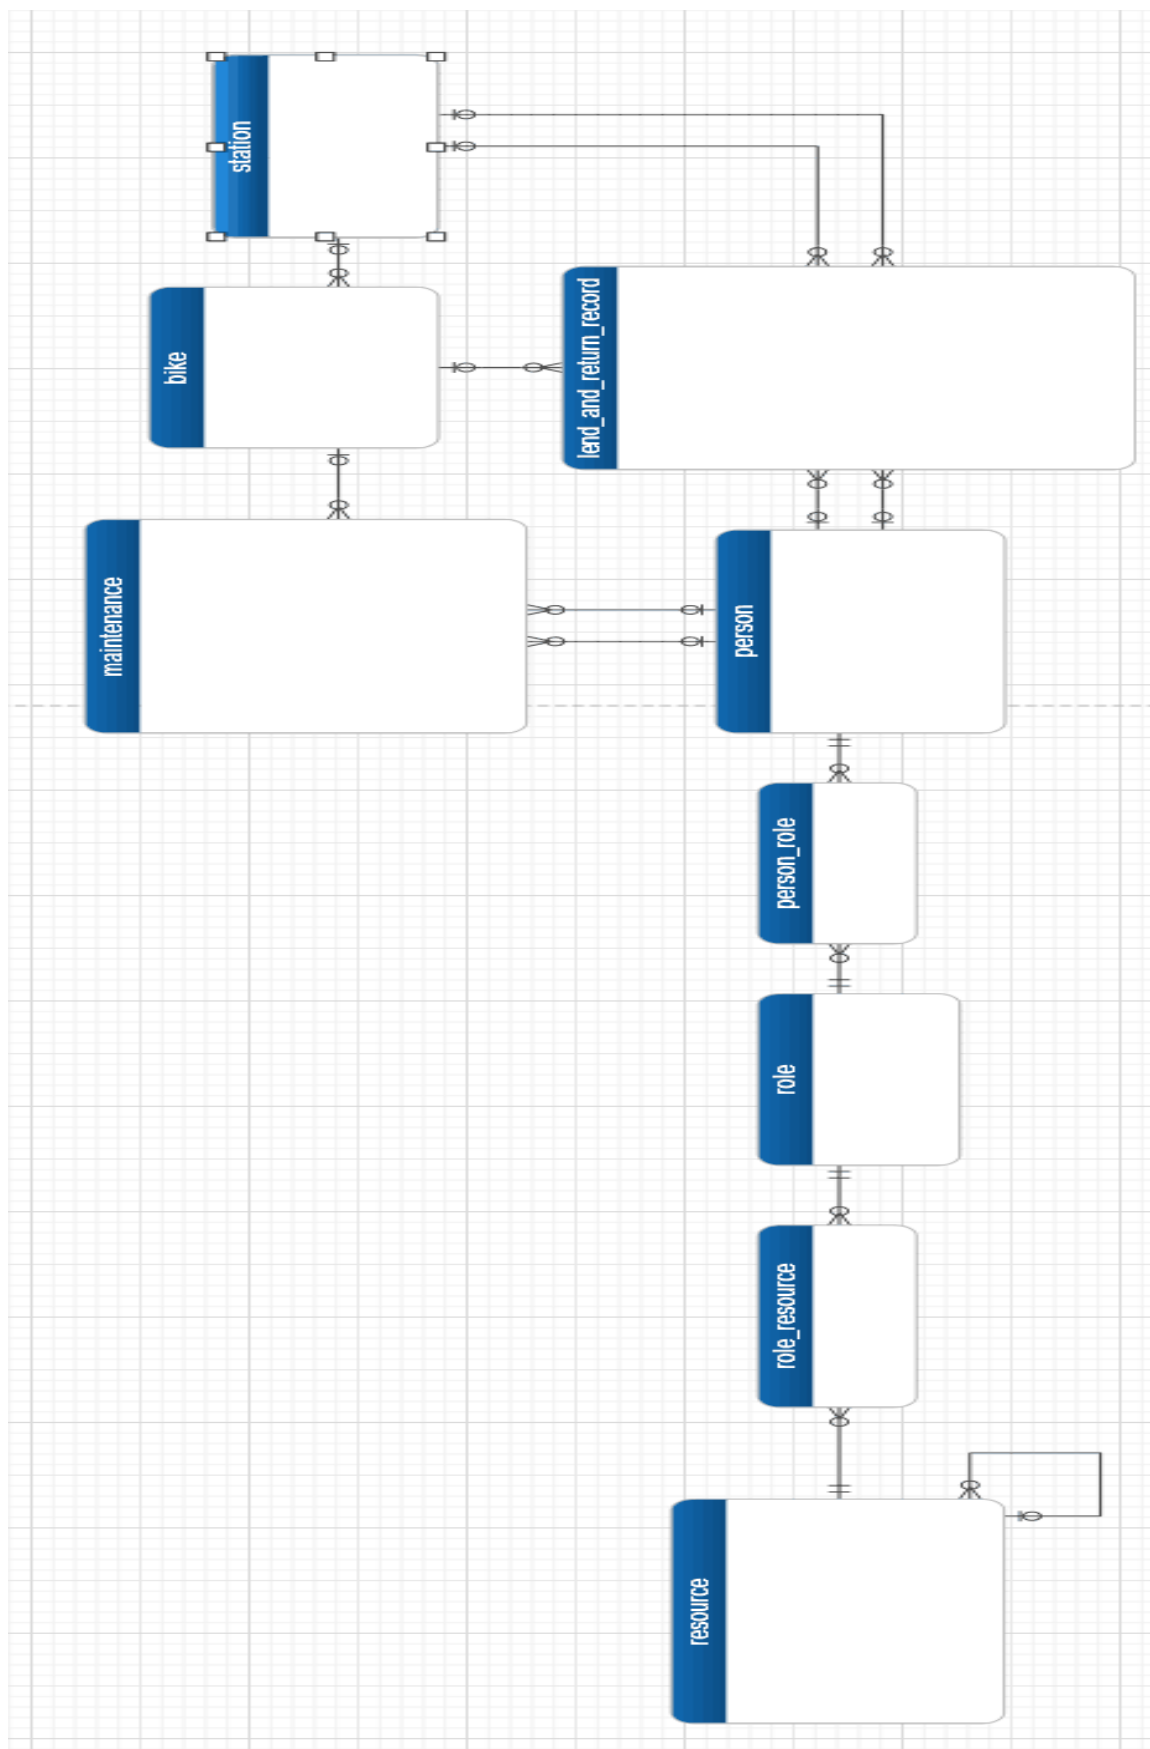 station
bike
lend_and_return_record
maintenance
person
person_role
role
role_resource
resource